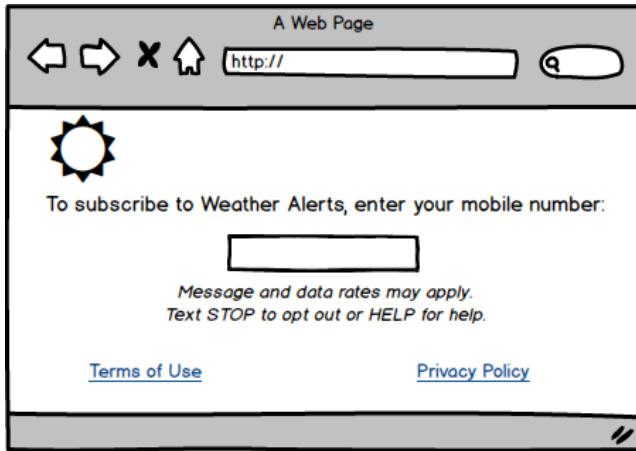 A Web Page
http://
To subscribe to Weather Alerts, enter your mobile number:
Message and data rates may apply.
Text STOP to opt out or HELP for help.
Terms of Use
Privacy Policy